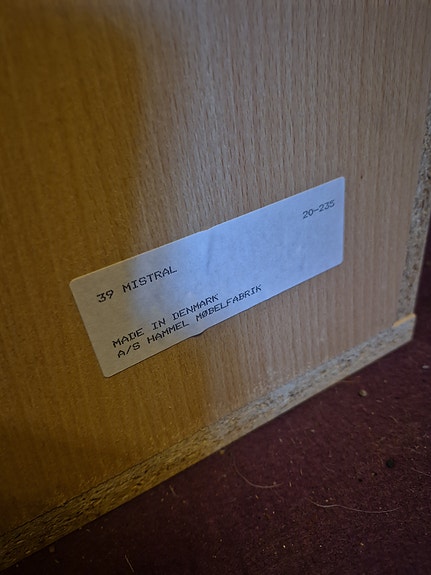 39 MISTRAL
20-235
MADE IN DENMARK
A/S HAMMEL MØBELFABRIK